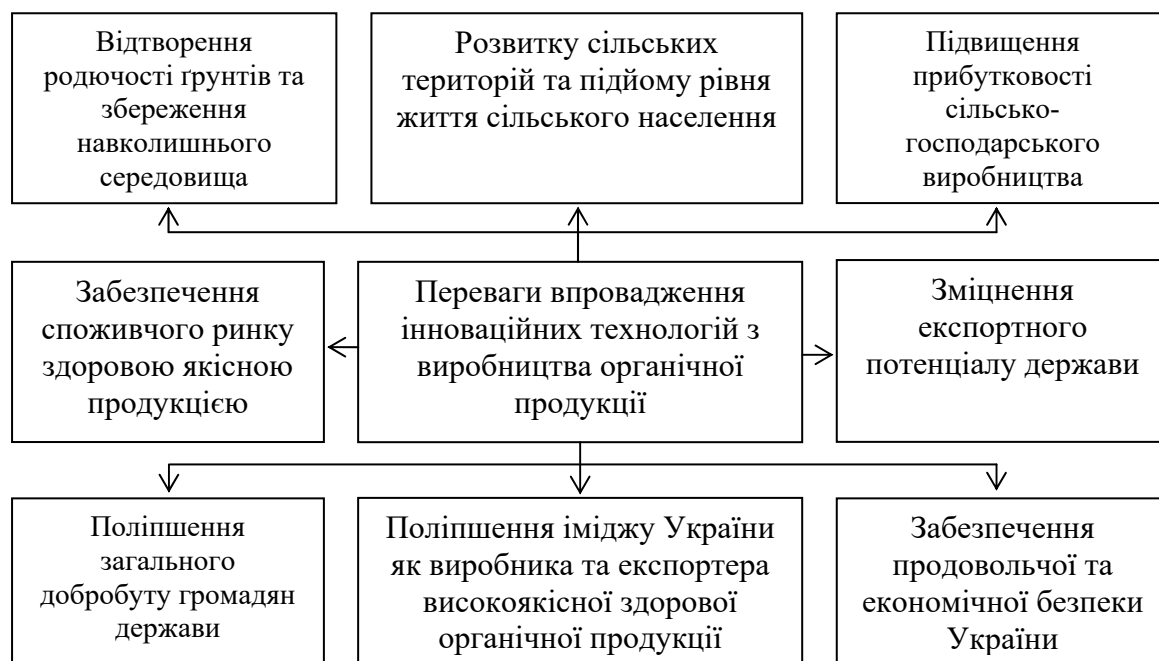 Відтворення
родючості ґрунтів та
збереження
навколишнього
середовища
Розвитку сільських
територій та підйому рівня
життя сільського населення
Підвищення
прибутковості
сільсько-
господарського
виробництва
Забезпечення
споживчого ринку
здоровою якісною
продукцією
Переваги впровадження
інноваційних технологій з
виробництва органічної
продукції
Зміцнення
експортного
потенціалу держави
Поліпшення
загального
добробуту громадян
держави
Поліпшення іміджу України
як виробника та експортера
високоякісної здорової
органічної продукції
Забезпечення
продовольчої та
економічної безпеки
України